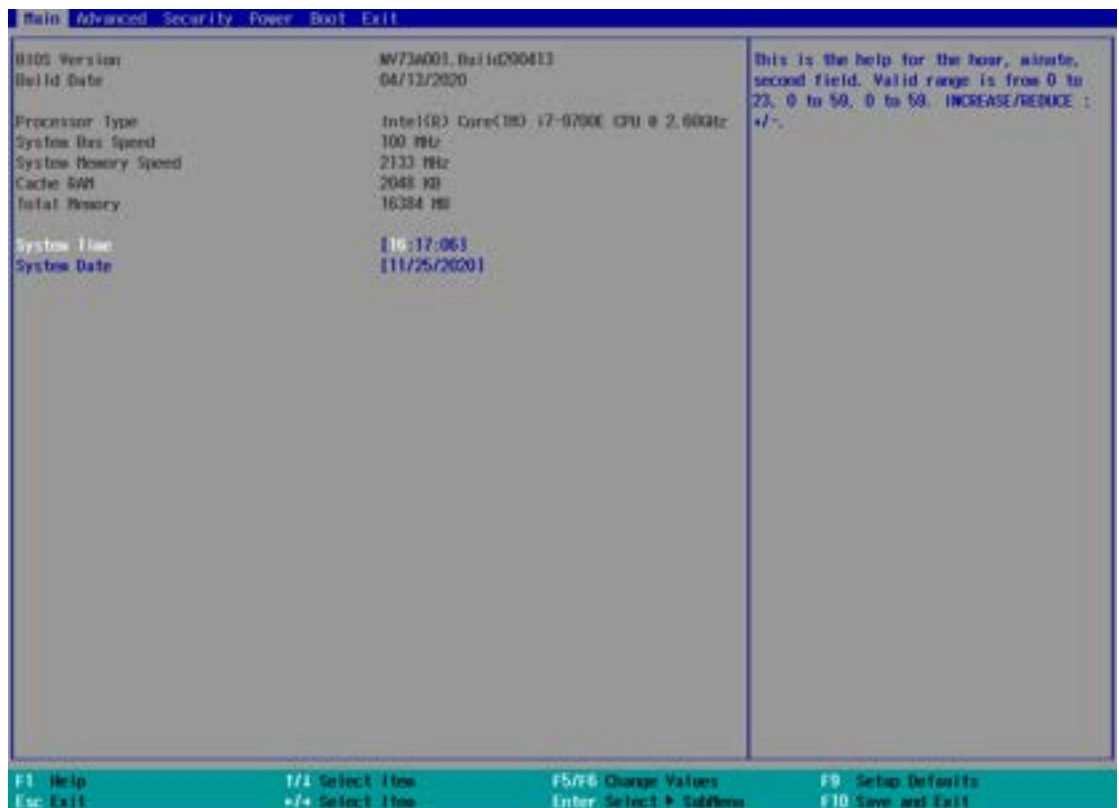 Main Advanced Security Power Boot Exit
BIOS Version NV73A001.Build200413
Build Date 04/13/2020
Processor Type Intel(R) Core(TM) i7-9700E CPU @ 2.60GHz
System Bus Speed 100 MHz
System Memory Speed 2133 MHz
Cache RAM 2048 KB
Total Memory 16384 MB
System Time [16:17:06]
System Date [11/25/2020]
This is the help for the hour, minute,
second field. Valid range is from 0 to
23, 0 to 59, 0 to 59. INCREASE/REDUCE :
+/-.
F1 Help ↑/↓ Select Item F5/F6 Change Values F9 Setup Defaults
Esc Exit Select Item Enter Select ▶ SubMenu F10 Save and Exit